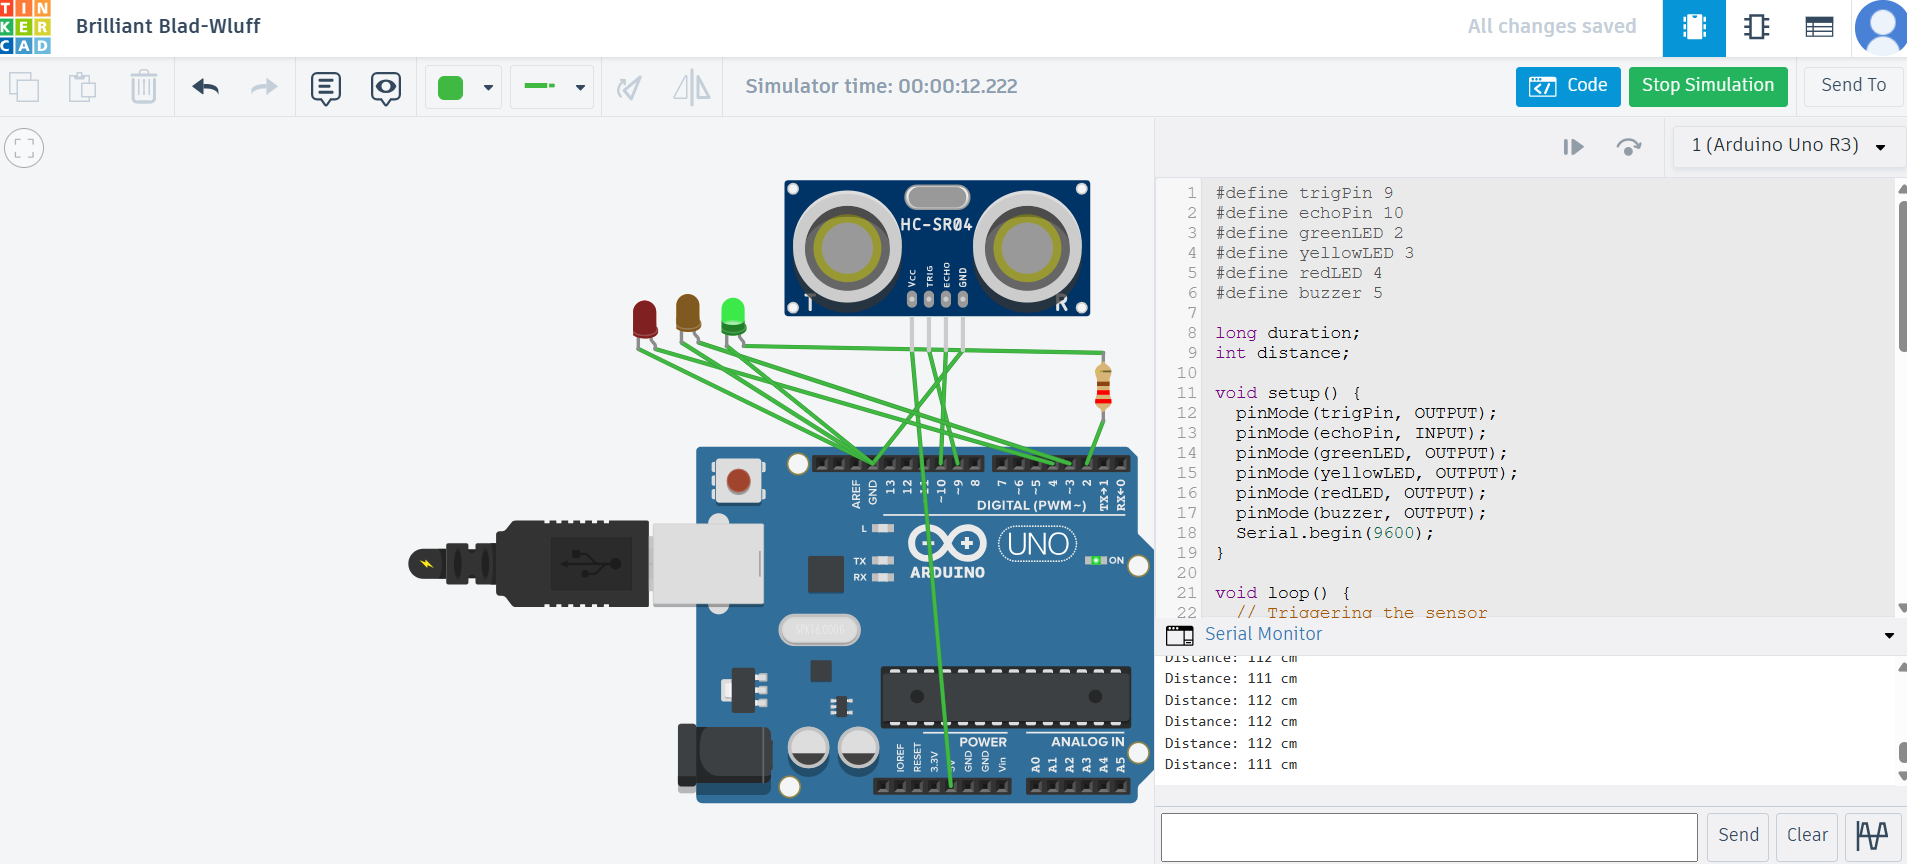 TINKERCAD
Brilliant Blad-Wluff
All changes saved
Simulator time: 00:00:12.222
Code
Stop Simulation
Send To
1 (Arduino Uno R3)
HC-SR04
VCC
TRIG
ECHO
GND
T
R
AREF
GND
13
12
11
~10
~9
8
7
~6
~5
4
~3
2
TX→1
RX←0
DIGITAL (PWM~)
L
TX
RX
ARDUINO
UNO
ON
IOREF
RESET
3.3V
5V
GND
GND
Vin
POWER
ANALOG IN
A0
A1
A2
A3
A4
A5
1 #define trigPin 9
2 #define echoPin 10
3 #define greenLED 2
4 #define yellowLED 3
5 #define redLED 4
6 #define buzzer 5
7
8 long duration;
9 int distance;
10
11 void setup() {
12 pinMode(trigPin, OUTPUT);
13 pinMode(echoPin, INPUT);
14 pinMode(greenLED, OUTPUT);
15 pinMode(yellowLED, OUTPUT);
16 pinMode(redLED, OUTPUT);
17 pinMode(buzzer, OUTPUT);
18 Serial.begin(9600);
19 }
20
21 void loop() {
22 // Triggering the sensor
Serial Monitor
Distance: 112 cm
Distance: 111 cm
Distance: 112 cm
Distance: 112 cm
Distance: 112 cm
Distance: 111 cm
Send
Clear